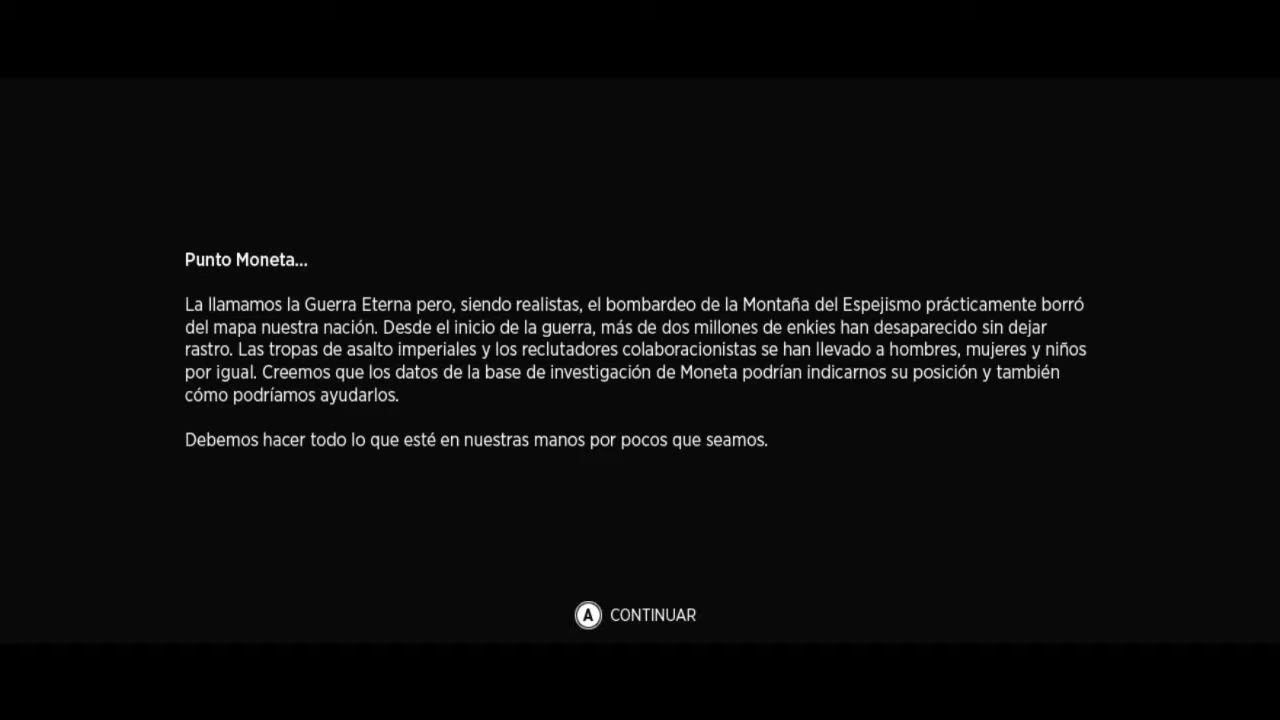 Punto Moneta...
La llamamos la Guerra Eterna pero, siendo realistas, el bombardeo de la Montaña del Espejismo prácticamente borró
del mapa nuestra nación. Desde el inicio de la guerra, más de dos millones de enkies han desaparecido sin dejar
rastro. Las tropas de asalto imperiales y los reclutadores colaboracionistas se han llevado a hombres, mujeres y niños
por igual. Creemos que los datos de la base de investigación de Moneta podrían indicarnos su posición y también
cómo podríamos ayudarlos.
Debemos hacer todo lo que esté en nuestras manos por pocos que seamos.
A CONTINUAR